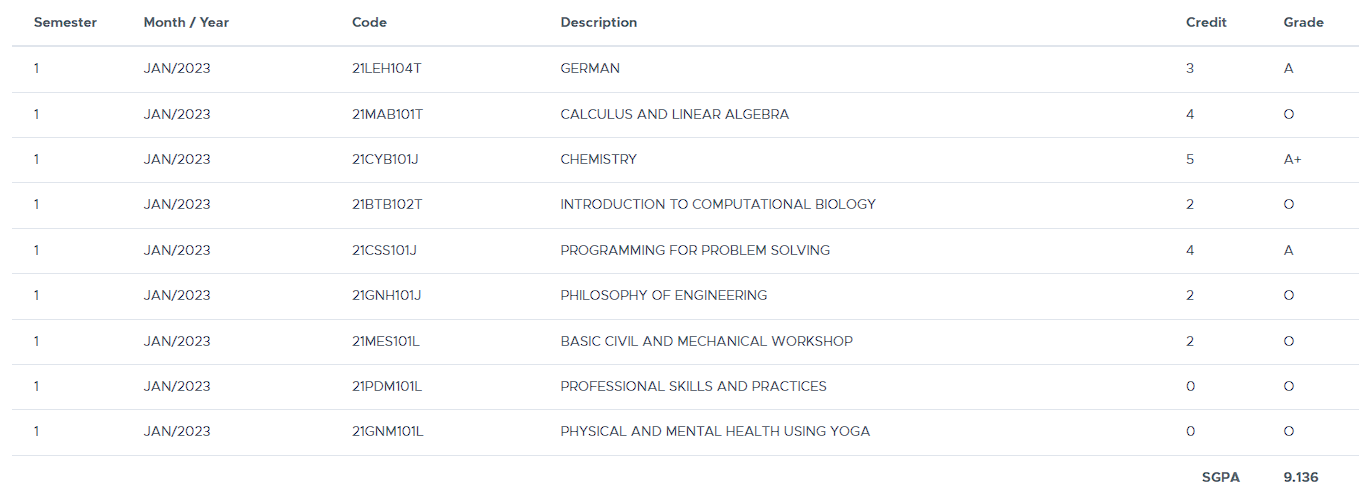 Semester Month / Year Code Description Credit Grade
1 JAN/2023 21LEH104T GERMAN 3 A
1 JAN/2023 21MAB101T CALCULUS AND LINEAR ALGEBRA 4 O
1 JAN/2023 21CYB101J CHEMISTRY 5 A+
1 JAN/2023 21BTB102T INTRODUCTION TO COMPUTATIONAL BIOLOGY 2 O
1 JAN/2023 21CSS101J PROGRAMMING FOR PROBLEM SOLVING 4 A
1 JAN/2023 21GNH101J PHILOSOPHY OF ENGINEERING 2 O
1 JAN/2023 21MES101L BASIC CIVIL AND MECHANICAL WORKSHOP 2 O
1 JAN/2023 21PDM101L PROFESSIONAL SKILLS AND PRACTICES 0 O
1 JAN/2023 21GNM101L PHYSICAL AND MENTAL HEALTH USING YOGA 0 O
SGPA 9.136